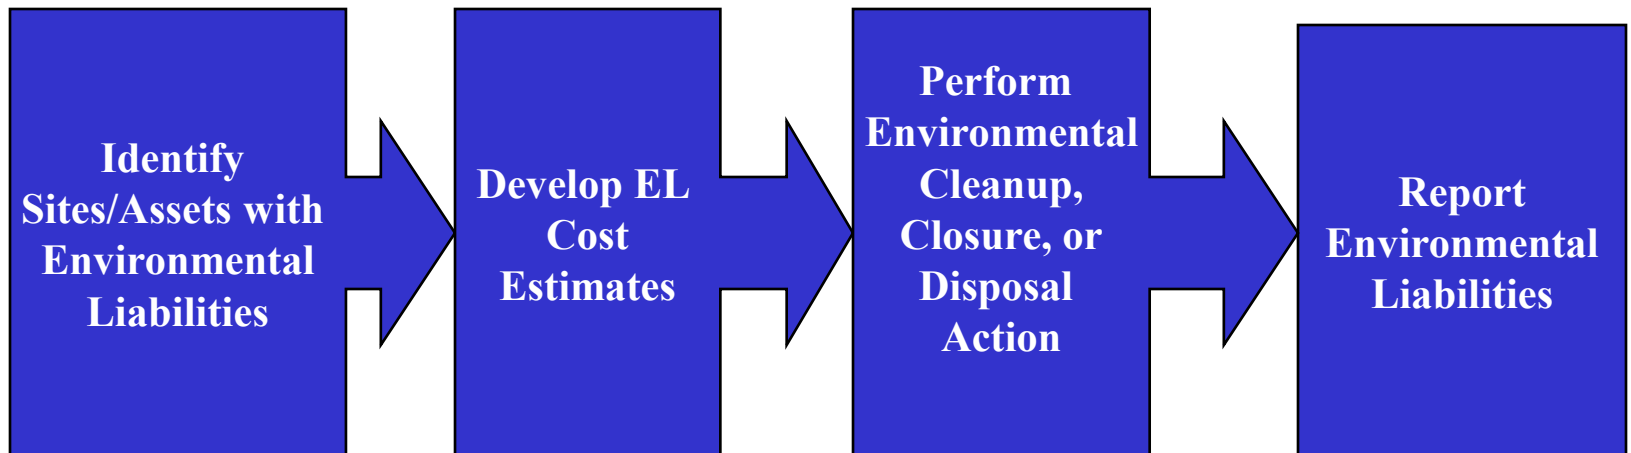 Identify
Sites/Assets with
Environmental
Liabilities
Develop EL
Cost
Estimates
Perform
Environmental
Cleanup,
Closure, or
Disposal
Action
Report
Environmental
Liabilities